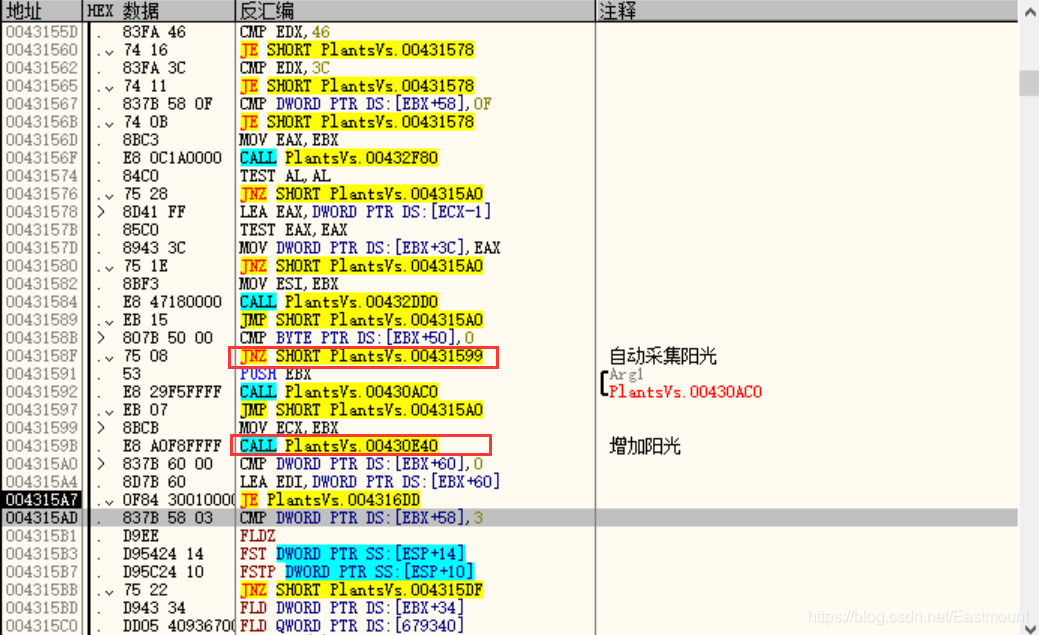 地址 HEX 数据 反汇编 注释
0043155D . 83FA 46 CMP EDX,46
00431560 .⌄ 74 16 JE SHORT PlantsVs.00431578
00431562 . 83FA 3C CMP EDX,3C
00431565 .⌄ 74 11 JE SHORT PlantsVs.00431578
00431567 . 837B 58 0F CMP DWORD PTR DS:[EBX+58],0F
0043156B .⌄ 74 0B JE SHORT PlantsVs.00431578
0043156D . 8BC3 MOV EAX,EBX
0043156F . E8 0C1A0000 CALL PlantsVs.00432F80
00431574 . 84C0 TEST AL,AL
00431576 .⌄ 75 28 JNZ SHORT PlantsVs.004315A0
00431578 > 8D41 FF LEA EAX,DWORD PTR DS:[ECX-1]
0043157B . 85C0 TEST EAX,EAX
0043157D . 8943 3C MOV DWORD PTR DS:[EBX+3C],EAX
00431580 .⌄ 75 1E JNZ SHORT PlantsVs.004315A0
00431582 . 8BF3 MOV ESI,EBX
00431584 . E8 47180000 CALL PlantsVs.00432DD0
00431589 .⌄ EB 15 JMP SHORT PlantsVs.004315A0
0043158B > 807B 50 00 CMP BYTE PTR DS:[EBX+50],0
0043158F .⌄ 75 08 JNZ SHORT PlantsVs.00431599 自动采集阳光
00431591 . 53 PUSH EBX Arg1
00431592 . E8 29F5FFFF CALL PlantsVs.00430AC0 PlantsVs.00430AC0
00431597 .⌄ EB 07 JMP SHORT PlantsVs.004315A0
00431599 > 8BCB MOV ECX,EBX
0043159B . E8 A0F8FFFF CALL PlantsVs.00430E40 增加阳光
004315A0 > 837B 60 00 CMP DWORD PTR DS:[EBX+60],0
004315A4 . 8D7B 60 LEA EDI,DWORD PTR DS:[EBX+60]
004315A7 .⌄ 0F84 30010000 JE PlantsVs.004316DD
004315AD . 837B 58 03 CMP DWORD PTR DS:[EBX+58],3
004315B1 . D9EE FLDZ
004315B3 . D95424 14 FST DWORD PTR SS:[ESP+14]
004315B7 . D95C24 10 FSTP DWORD PTR SS:[ESP+10]
004315BB .⌄ 75 22 JNZ SHORT PlantsVs.004315DF
004315BD . D943 34 FLD DWORD PTR DS:[EBX+34]
004315C0 . DD05 40936700 FLD QWORD PTR DS:[679340]
https://blog.csdn.net/Eastmount